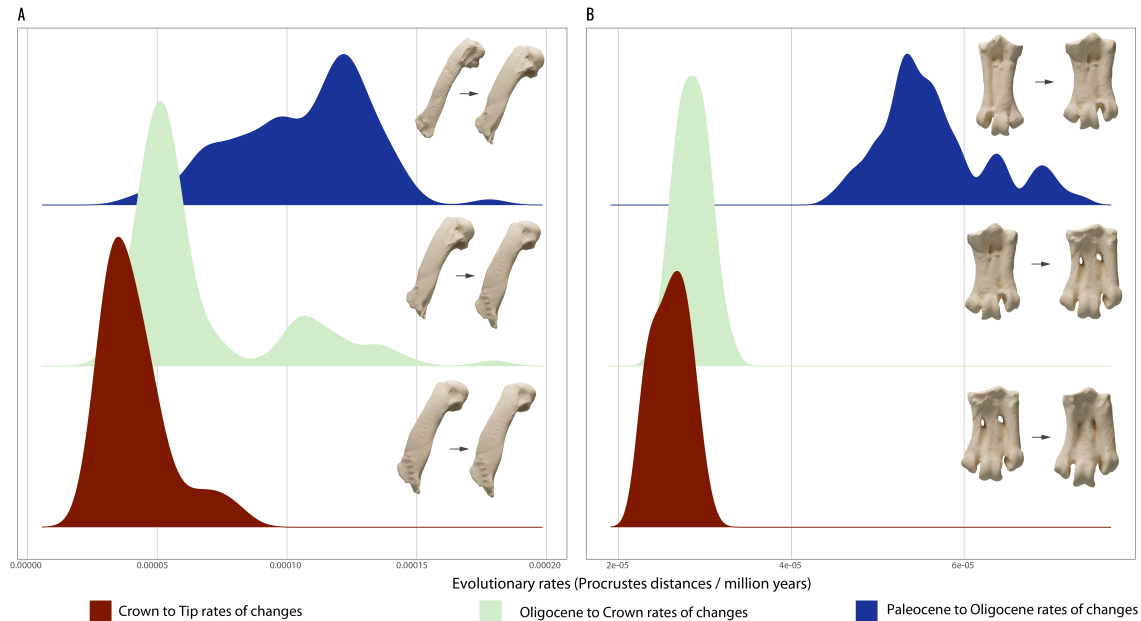 A
B
0.00000 0.00005 0.00010 0.00015 0.00020
2e-05 4e-05 6e-05
Evolutionary rates (Procrustes distances / million years)
Crown to Tip rates of changes
Oligocene to Crown rates of changes
Paleocene to Oligocene rates of changes